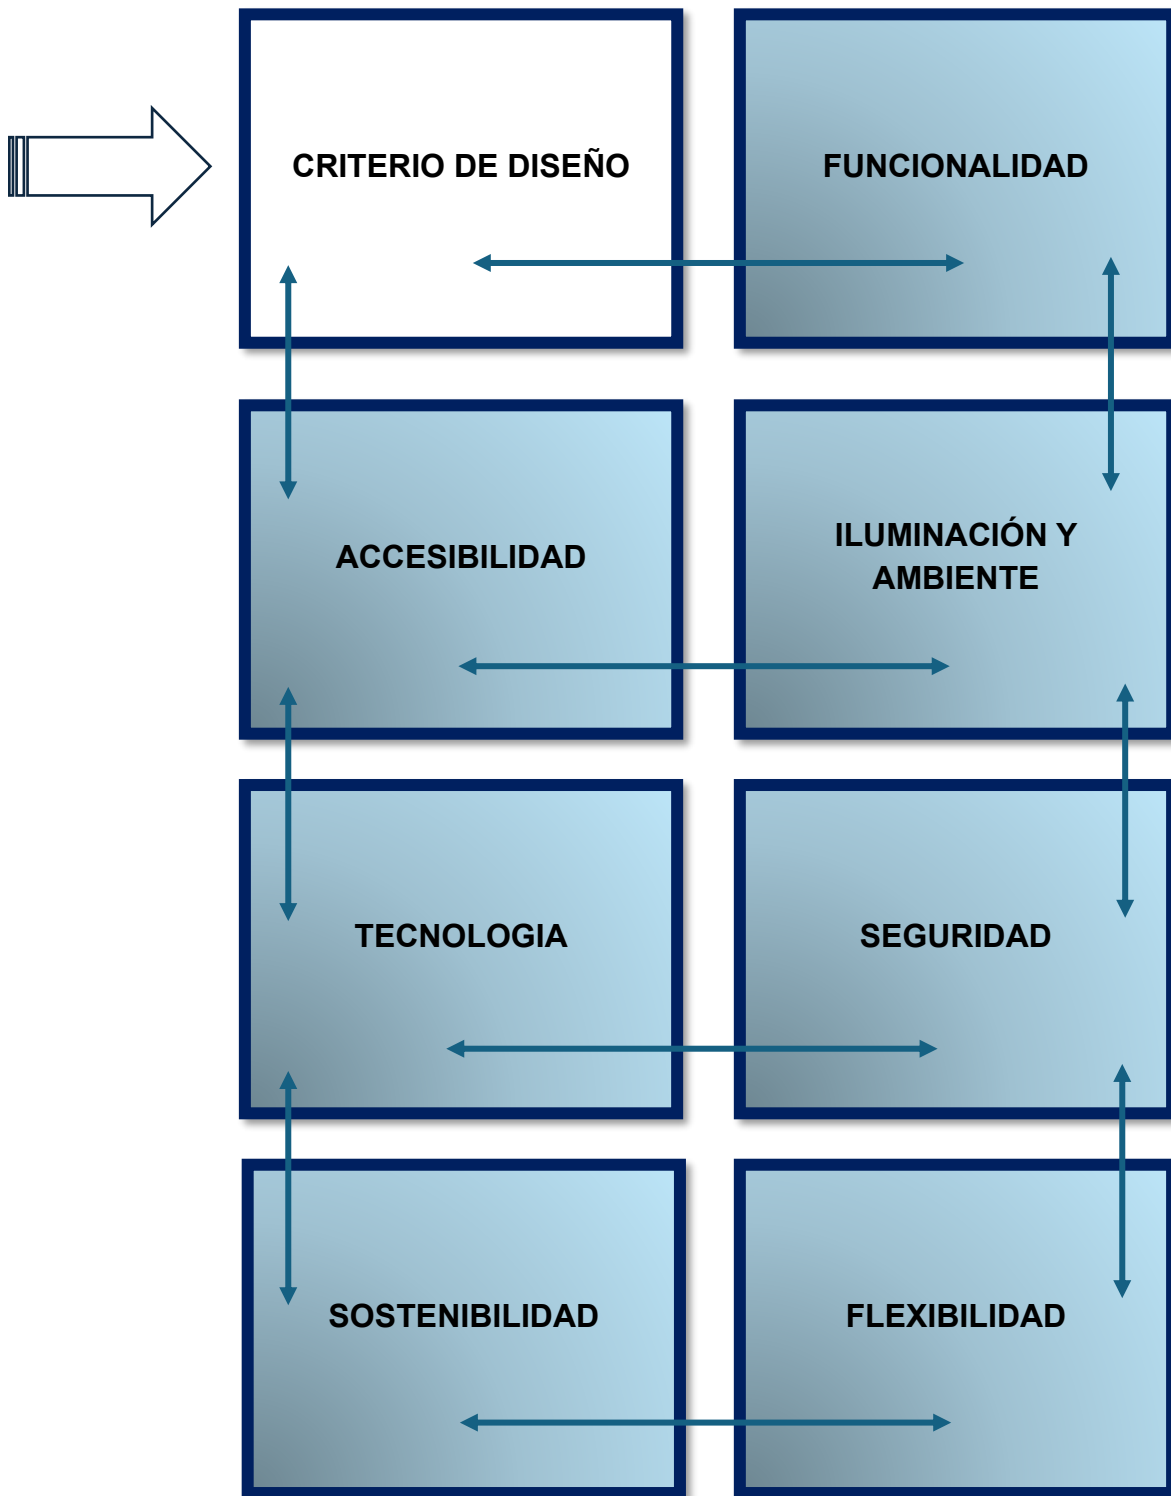 CRITERIO DE DISEÑO
FUNCIONALIDAD
ACCESIBILIDAD
ILUMINACIÓN Y
AMBIENTE
TECNOLOGIA
SEGURIDAD
SOSTENIBILIDAD
FLEXIBILIDAD